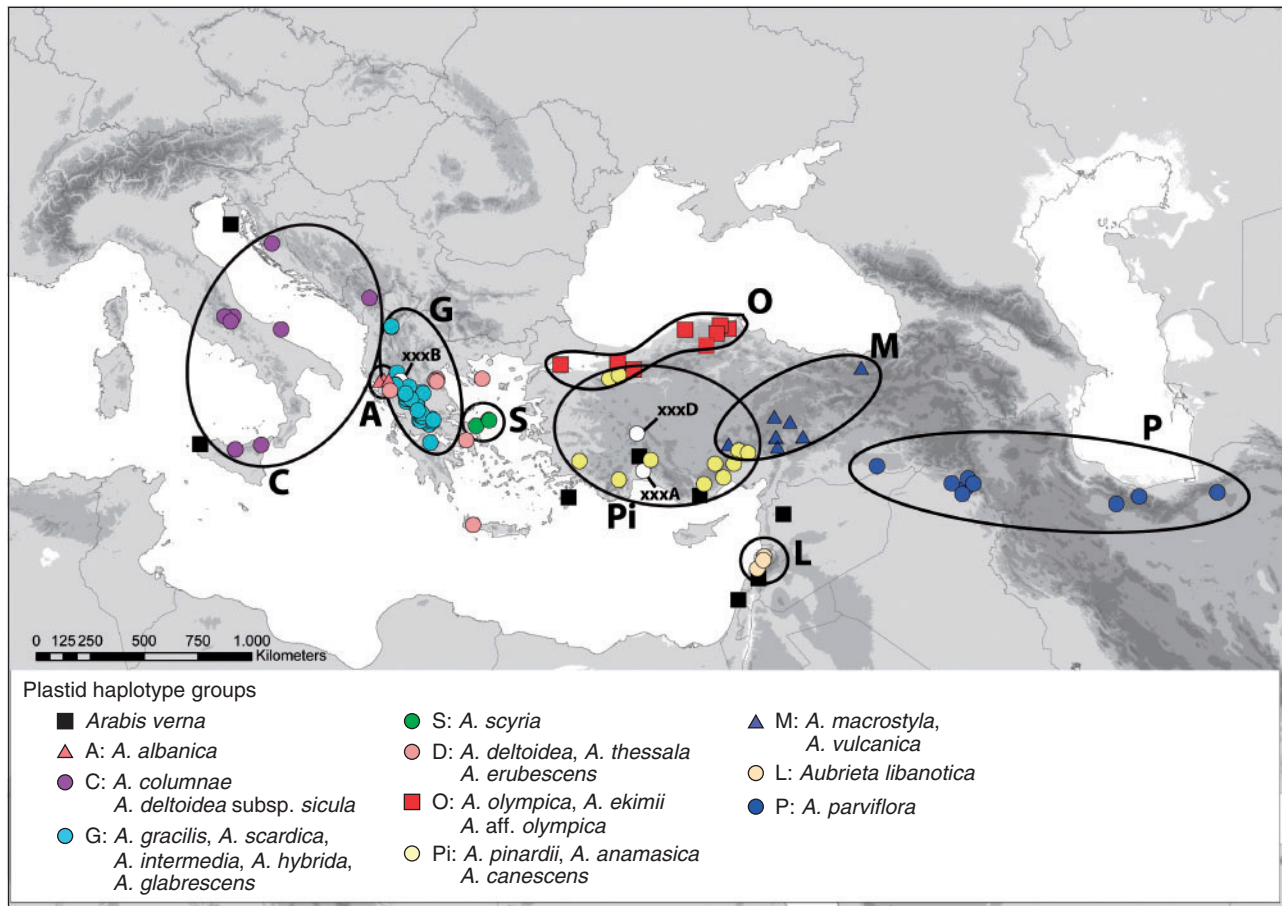 O
G
M
xxxB
S
xxxD
P
A
C
xxxA
Pi
L
0 125 250 500 750 1.000
Kilometers
Plastid haplotype groups
Arabis verna
A: A. albanica
C: A. columnae
A. deltoidea subsp. sicula
G: A. gracilis, A. scardica,
A. intermedia, A. hybrida,
A. glabrescens
S: A. scyria
D: A. deltoidea, A. thessala
A. erubescens
O: A. olympica, A. ekimii
A. aff. olympica
Pi: A. pinardii, A. anamasica
A. canescens
M: A. macrostyla,
A. vulcanica
L: Aubrieta libanotica
P: A. parviflora